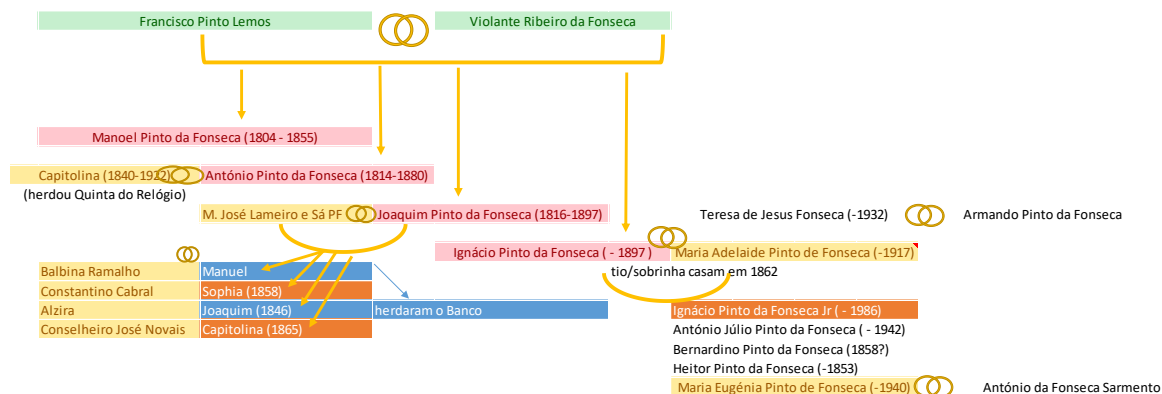 Francisco Pinto Lemos
Violante Ribeiro da Fonseca
Manoel Pinto da Fonseca (1804 - 1855)
Capitolina (1840-1922)
António Pinto da Fonseca (1814-1880)
(herdou Quinta do Relógio)
M. José Lameiro e Sá PF
Joaquim Pinto da Fonseca (1816-1897)
Teresa de Jesus Fonseca (-1932)
Armando Pinto da Fonseca
Ignácio Pinto da Fonseca ( - 1897 )
Maria Adelaide Pinto de Fonseca (-1917)
tio/sobrinha casam em 1862
Balbina Ramalho
Manuel
Constantino Cabral
Sophia (1858)
Alzira
Joaquim (1846)
herdaram o Banco
Conselheiro José Novais
Capitolina (1865)
Ignácio Pinto da Fonseca Jr ( - 1986)
António Júlio Pinto da Fonseca ( - 1942)
Bernardino Pinto da Fonseca (1858?)
Heitor Pinto da Fonseca (-1853)
Maria Eugénia Pinto de Fonseca (-1940)
António da Fonseca Sarmento